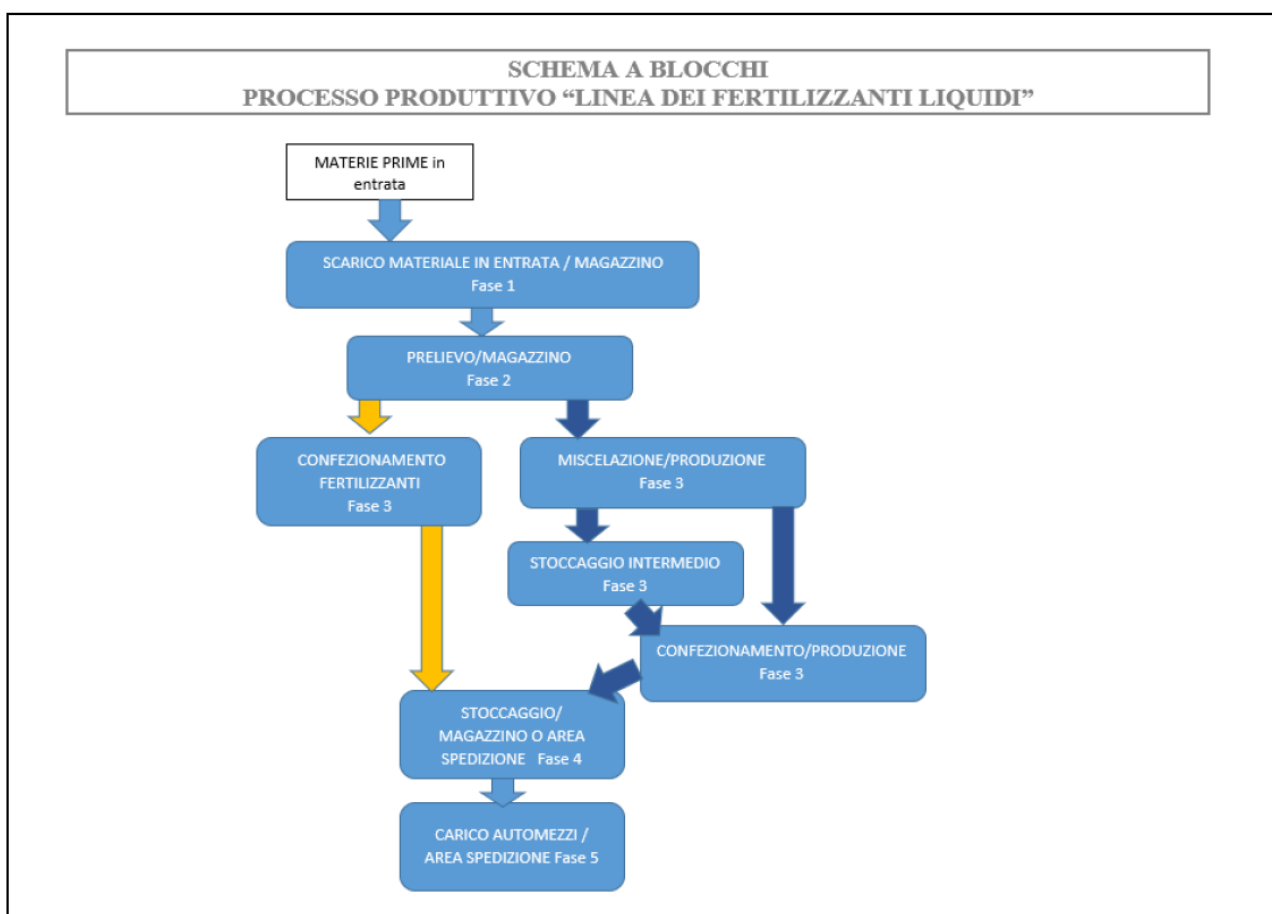 SCHEMA A BLOCCHI
PROCESSO PRODUTTIVO “LINEA DEI FERTILIZZANTI LIQUIDI”
MATERIE PRIME in
entrata
SCARICO MATERIALE IN ENTRATA / MAGAZZINO
Fase 1
PRELIEVO/MAGAZZINO
Fase 2
CONFEZIONAMENTO
FERTILIZZANTI
Fase 3
MISCELAZIONE/PRODUZIONE
Fase 3
STOCCAGGIO INTERMEDIO
Fase 3
CONFEZIONAMENTO/PRODUZIONE
Fase 3
STOCCAGGIO/
MAGAZZINO O AREA
SPEDIZIONE Fase 4
CARICO AUTOMEZZI /
AREA SPEDIZIONE Fase 5